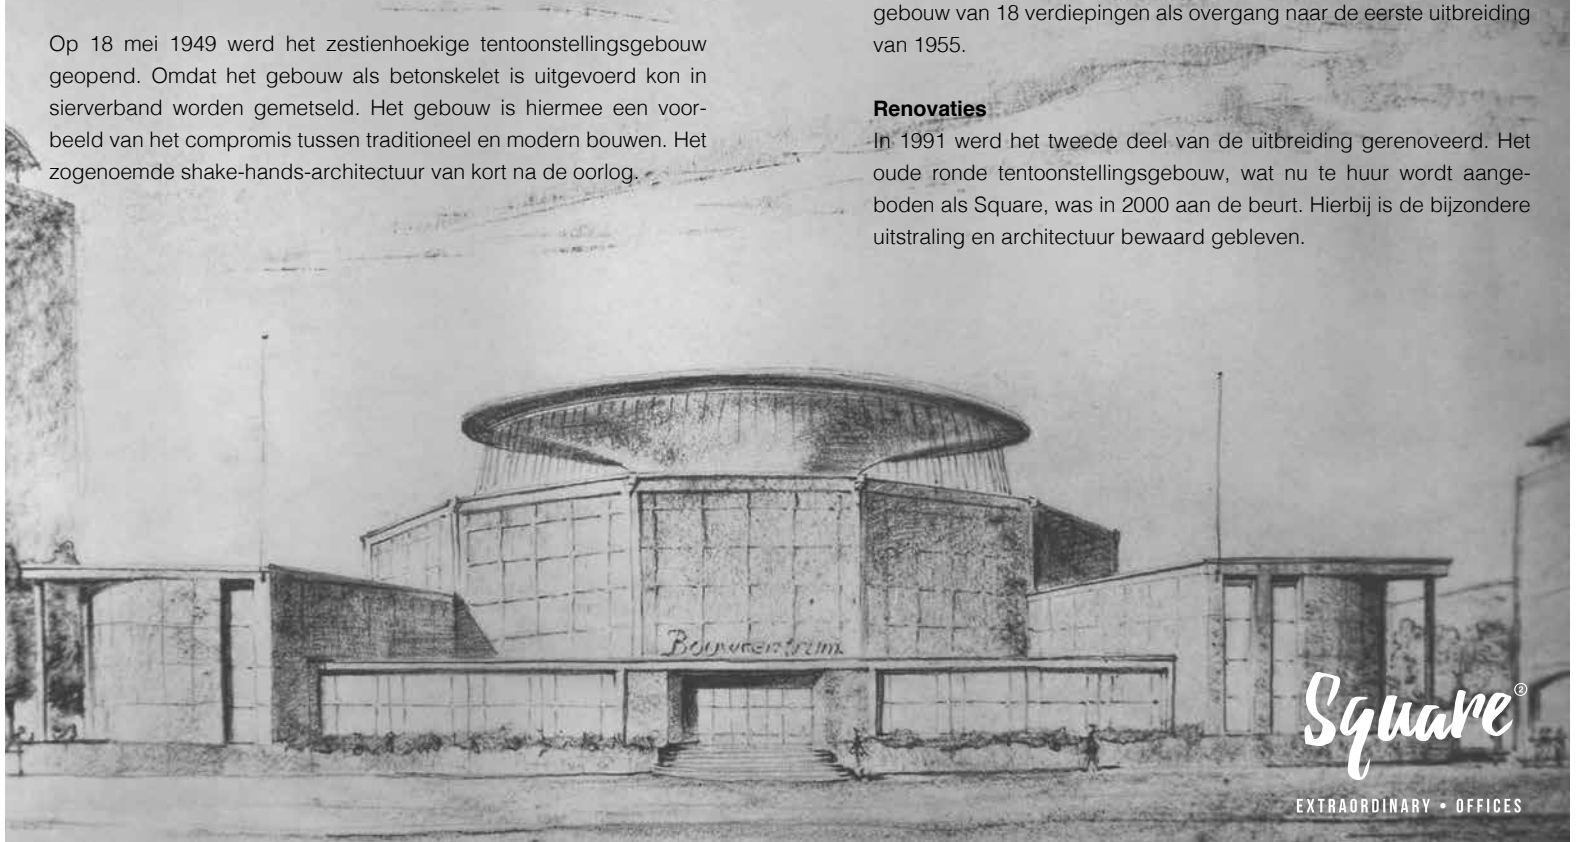 Op 18 mei 1949 werd het zestienhoekige tentoonstellingsgebouw
geopend. Omdat het gebouw als betonskelet is uitgevoerd kon in
sierverband worden gemetseld. Het gebouw is hiermee een voor-
beeld van het compromis tussen traditioneel en modern bouwen. Het
zogenoemde shake-hands-architectuur van kort na de oorlog.
gebouw van 18 verdiepingen als overgang naar de eerste uitbreiding
van 1955.
Renovaties
In 1991 werd het tweede deel van de uitbreiding gerenoveerd. Het
oude ronde tentoonstellingsgebouw, wat nu te huur wordt aange-
boden als Square, was in 2000 aan de beurt. Hierbij is de bijzondere
uitstraling en architectuur bewaard gebleven.
Bouwcentrum
Square②
EXTRAORDINARY • OFFICES